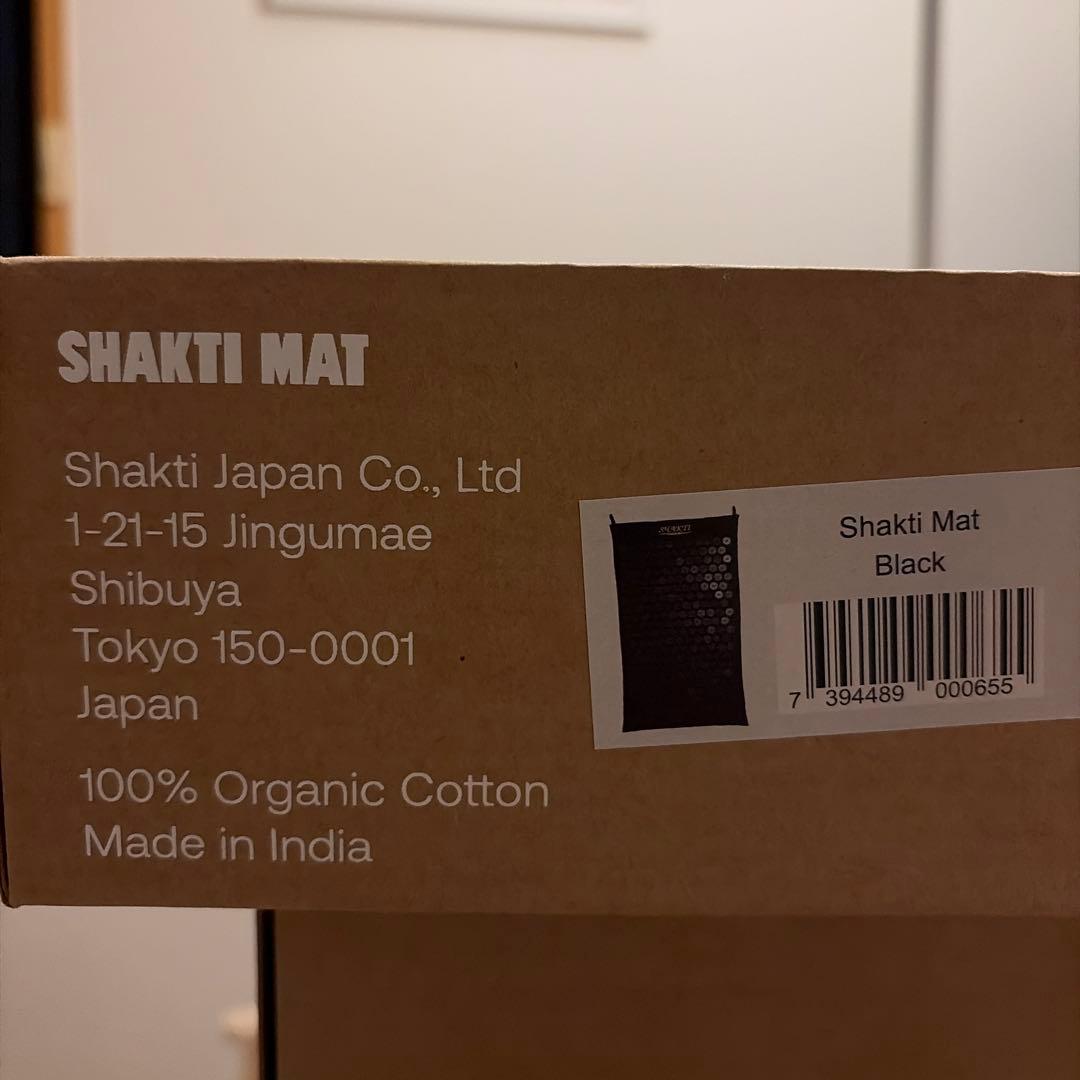 SHAKTI MAT
Shakti Japan Co., Ltd
1-21-15 Jingumae
Shibuya
Tokyo 150-0001
Japan
100% Organic Cotton
Made in India
SHAKTI
Shakti Mat
Black
7 394489 000655